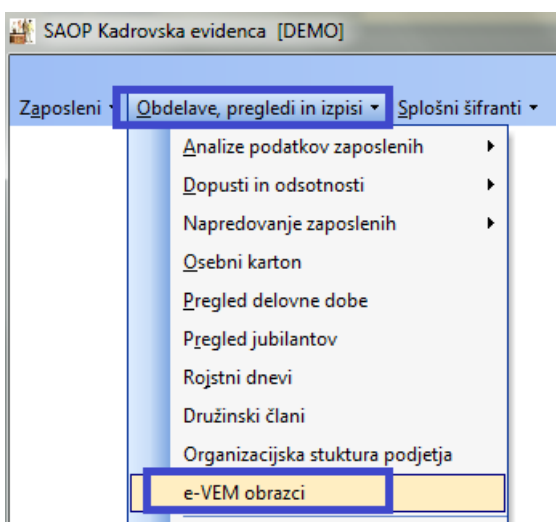 SAOP Kadrovska evidenca [DEMO]
Zaposleni Obdelave, pregledi in izpisi Splošni šifranti
Analize podatkov zaposlenih
Dopusti in odsotnosti
Napredovanje zaposlenih
Osebni karton
Pregled delovne dobe
Pregled jubilantov
Rojstni dnevi
Družinski člani
Organizacijska stuktura podjetja
e-VEM obrazci